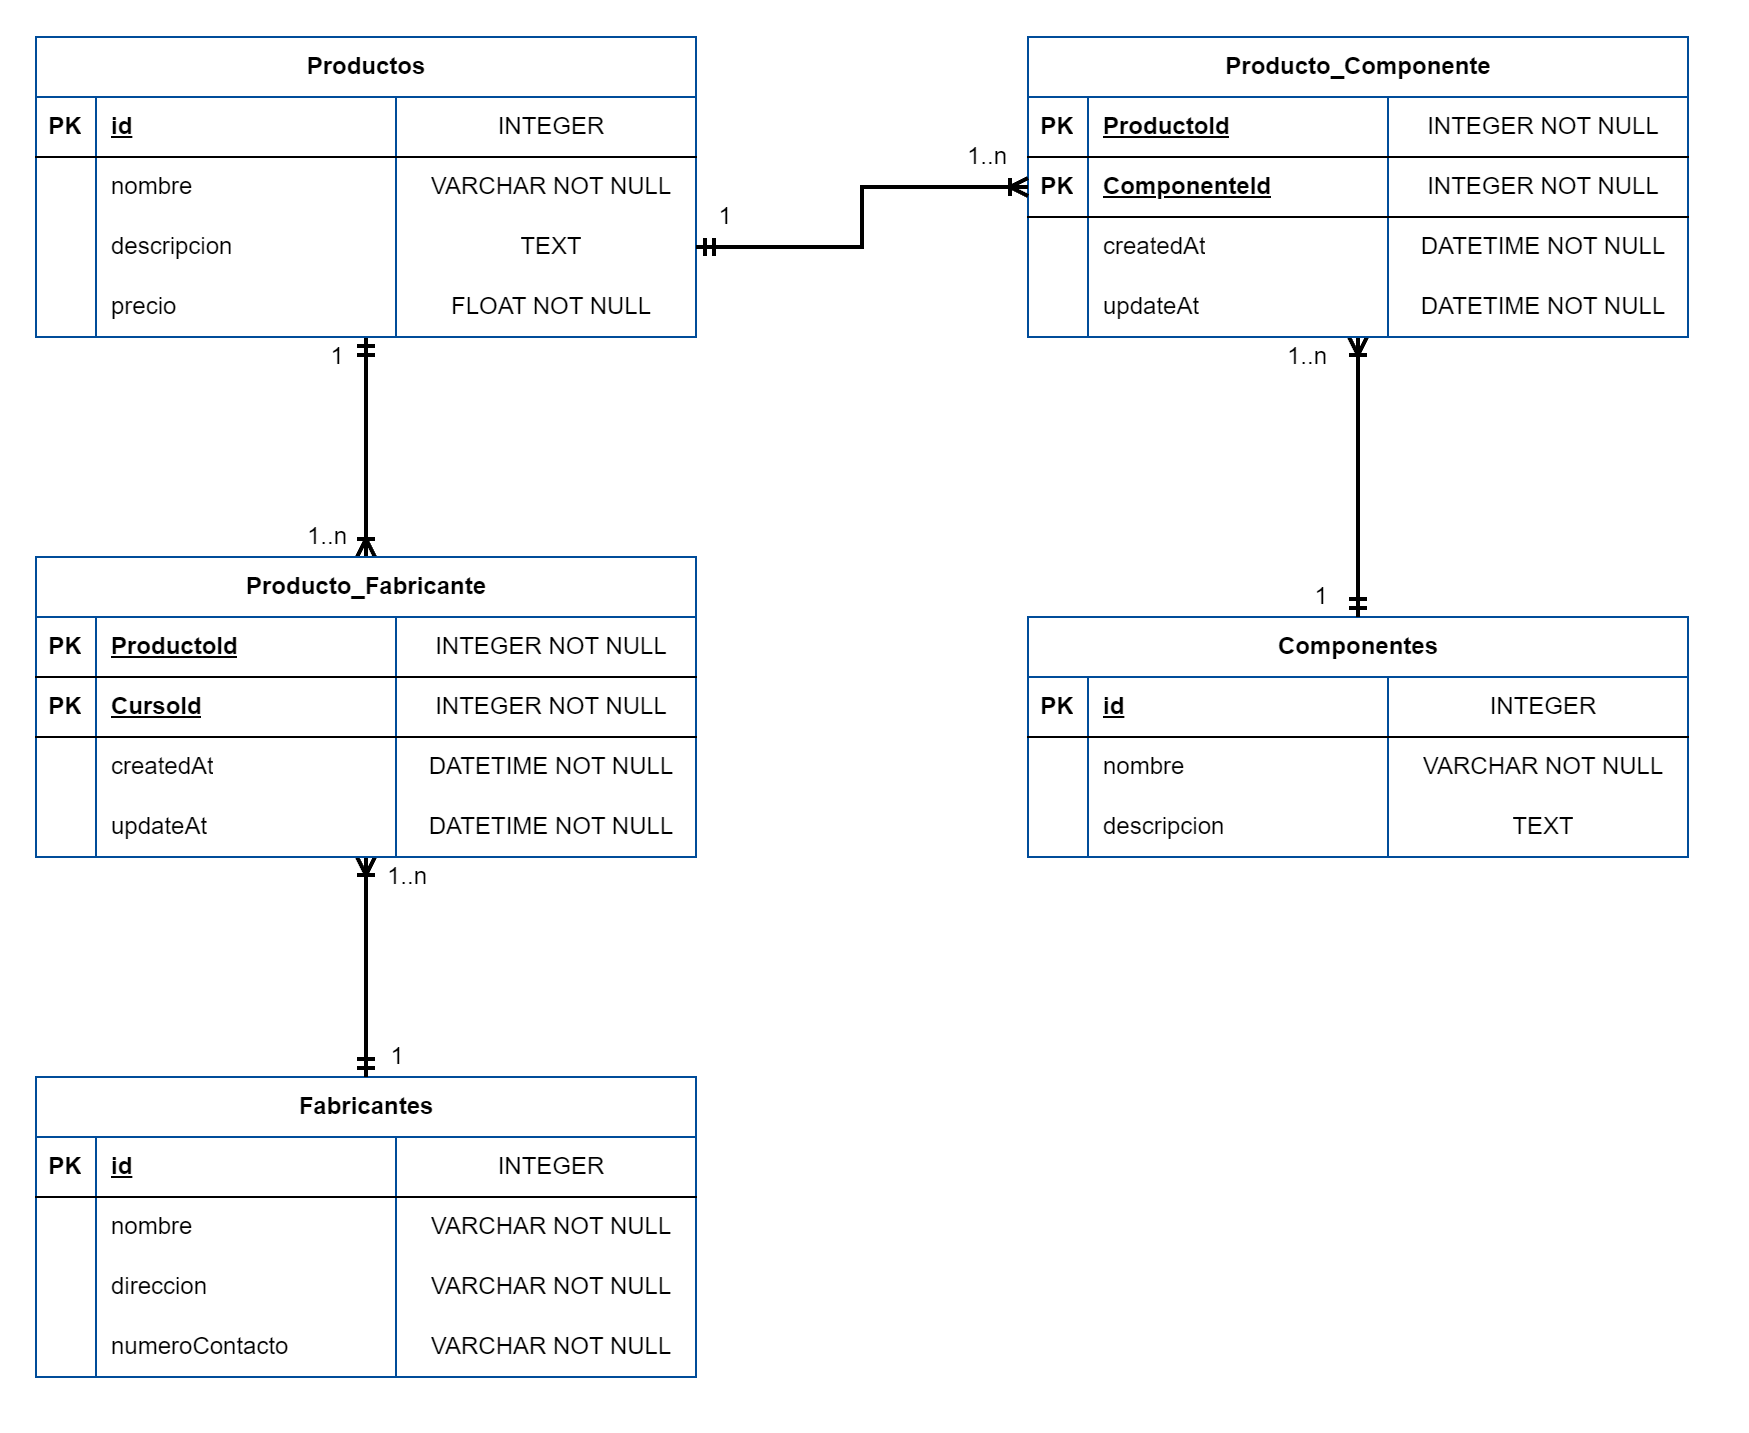 Productos
PK id INTEGER
nombre VARCHAR NOT NULL
descripcion TEXT
precio FLOAT NOT NULL
1
1..n
Producto_Componente
PK ProductoId INTEGER NOT NULL
PK ComponenteId INTEGER NOT NULL
createdAt DATETIME NOT NULL
updateAt DATETIME NOT NULL
1
1..n
1..n
1
Producto_Fabricante
PK ProductoId INTEGER NOT NULL
PK CursoId INTEGER NOT NULL
createdAt DATETIME NOT NULL
updateAt DATETIME NOT NULL
Componentes
PK id INTEGER
nombre VARCHAR NOT NULL
descripcion TEXT
1..n
1
Fabricantes
PK id INTEGER
nombre VARCHAR NOT NULL
direccion VARCHAR NOT NULL
numeroContacto VARCHAR NOT NULL